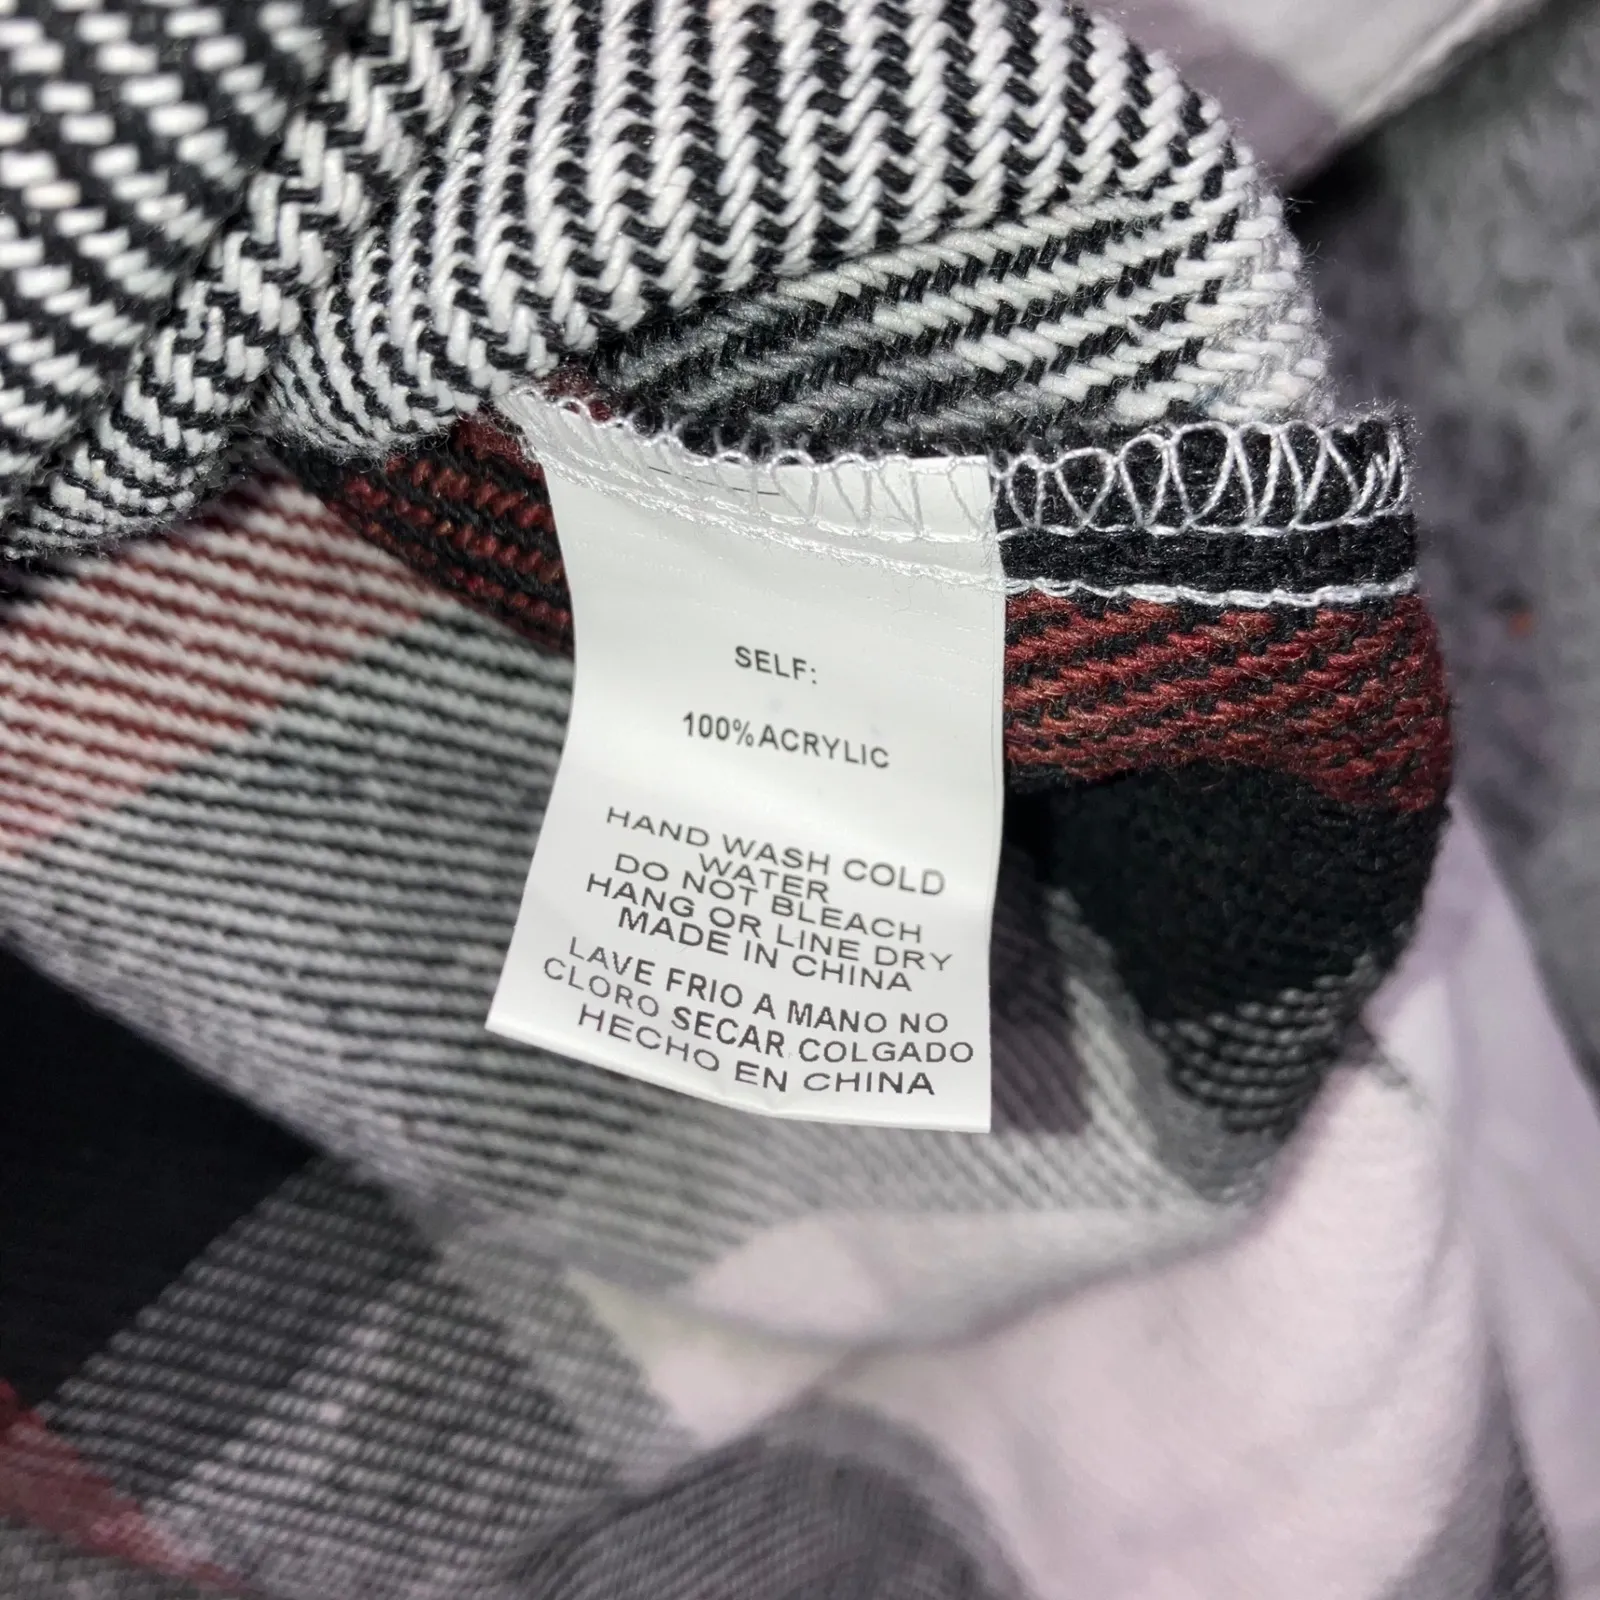 SELF:
100%ACRYLIC
HAND WASH COLD
WATER
DO NOT BLEACH
HANG OR LINE DRY
MADE IN CHINA
LAVE FRIO A MANO NO
CLORO SECAR COLGADO
HECHO EN CHINA